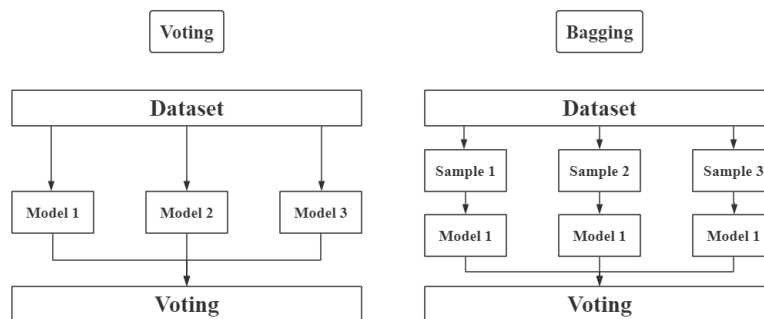 Voting
Dataset
Model 1
Model 2
Model 3
Voting
Bagging
Dataset
Sample 1
Sample 2
Sample 3
Model 1
Model 1
Model 1
Voting